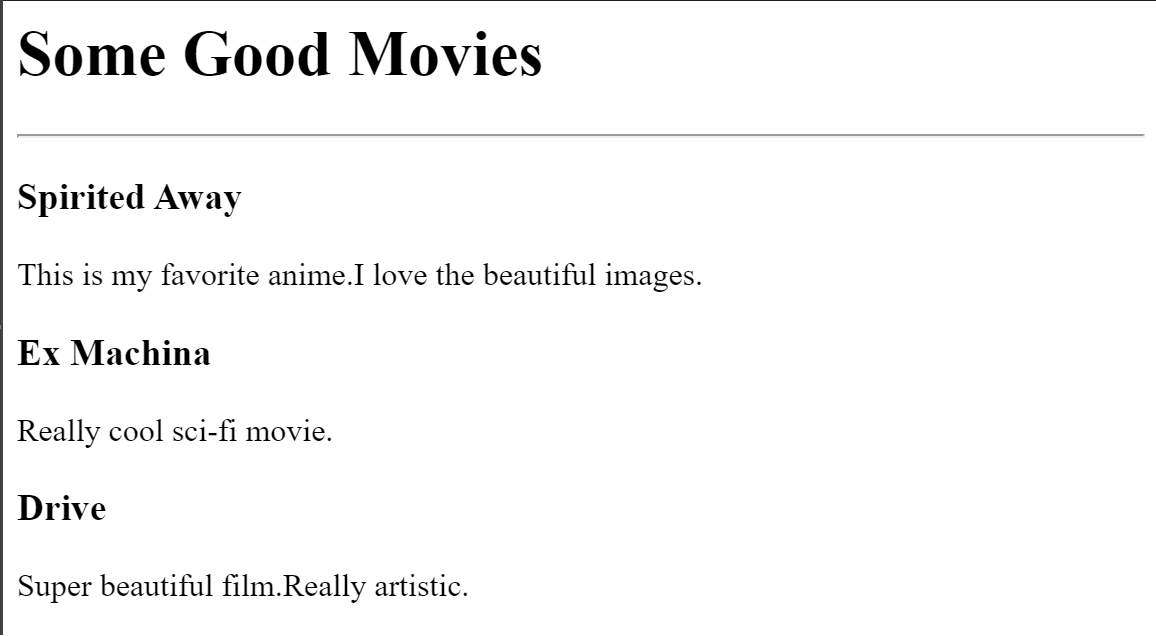 Some Good Movies
Spirited Away
This is my favorite anime.I love the beautiful images.
Ex Machina
Really cool sci-fi movie.
Drive
Super beautiful film.Really artistic.